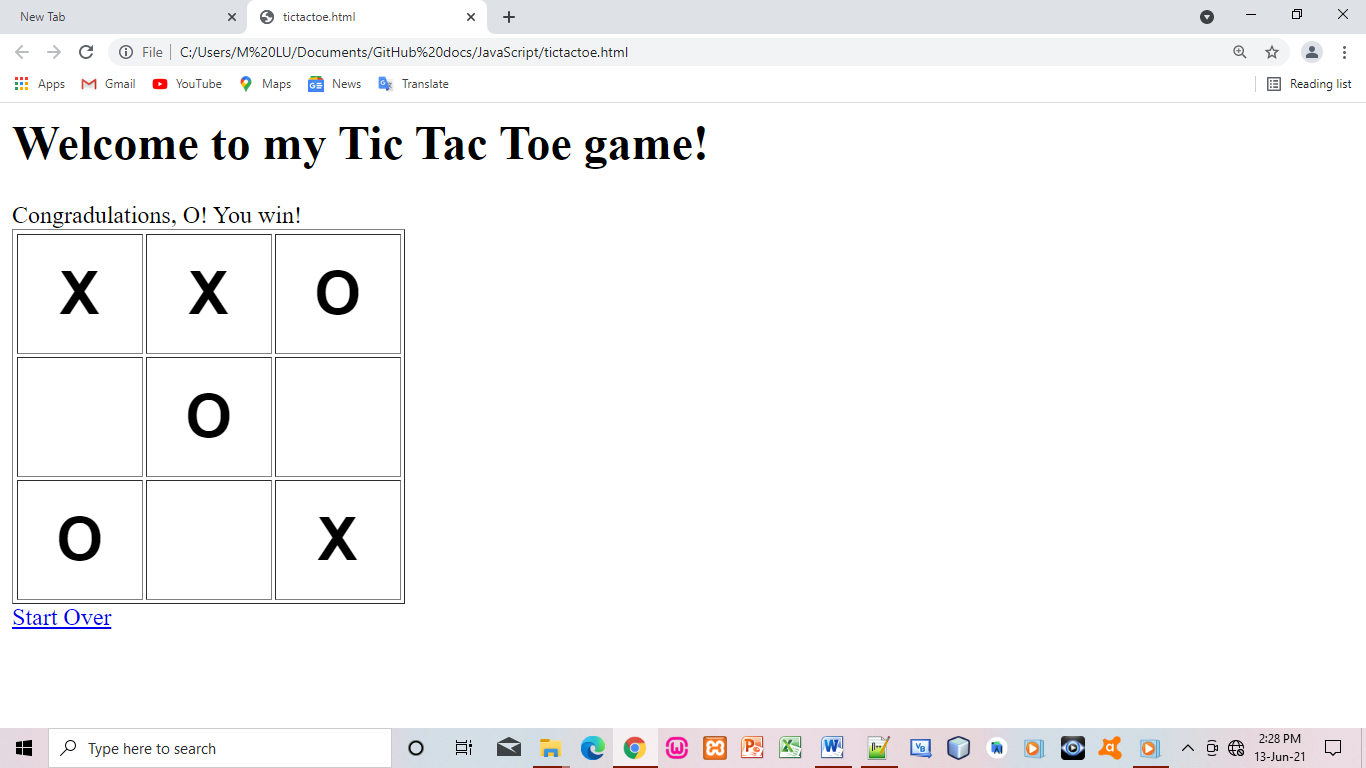 New Tab
tictactoe.html
File C:/Users/M%20LU/Documents/GitHub%20docs/JavaScript/tictactoe.html
Apps Gmail YouTube Maps News Translate Reading list
Welcome to my Tic Tac Toe game!
Congradulations, O! You win!
X X O
O
O X
Start Over
Type here to search
2:28 PM
13-Jun-21